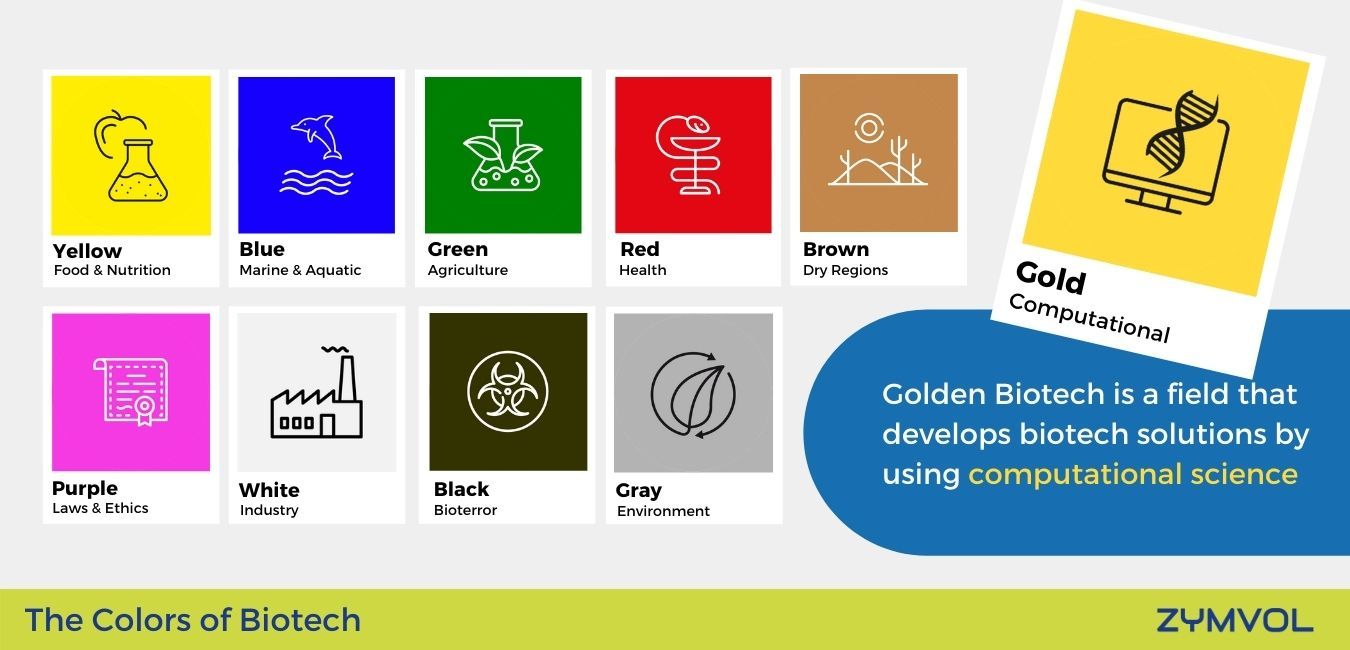 Yellow
Food & Nutrition
Blue
Marine & Aquatic
Green
Agriculture
Red
Health
Brown
Dry Regions
Gold
Computational
Purple
Laws & Ethics
White
Industry
Black
Bioterror
Gray
Environment
Golden Biotech is a field that
develops biotech solutions by
using computational science
The Colors of Biotech
ZYMVOL